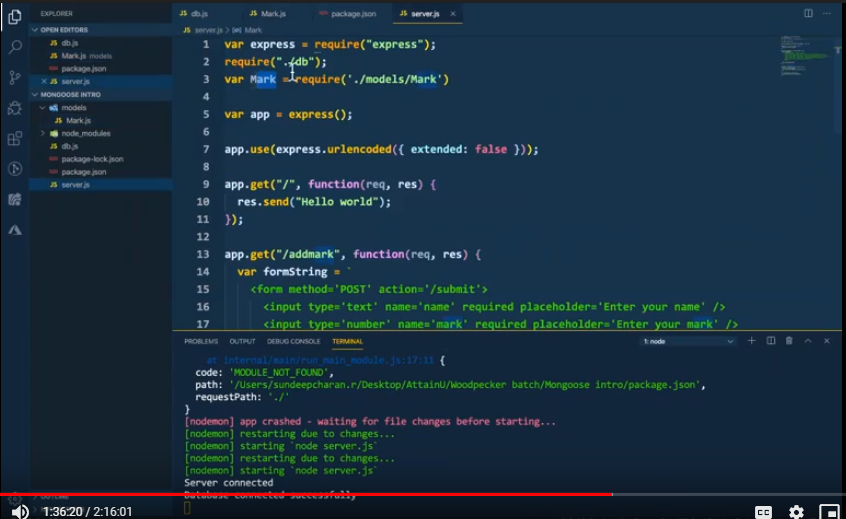 EXPLORER
OPEN EDITORS
JS db.js
JS Mark.js models
package.json
× JS server.js
MONGOOSE INTRO
models
JS Mark.js
node_modules
JS db.js
package-lock.json
package.json
JS server.js
JS db.js JS Mark.js package.json JS server.js ×
JS server.js > Mark
1 var express = require("express");
2 require("./db");
3 var Mark = require('./models/Mark')
4
5 var app = express();
6
7 app.use(express.urlencoded({ extended: false }));
8
9 app.get("/", function(req, res) {
10 res.send("Hello world");
11 });
12
13 app.get("/addmark", function(req, res) {
14 var formString = `
15 <form method='POST' action='/submit'>
16 <input type='text' name='name' required placeholder='Enter your name' />
17 <input type='number' name='mark' required placeholder='Enter your mark' />
PROBLEMS OUTPUT DEBUG CONSOLE TERMINAL 1: node
at internal/main/run_main_module.js:17:11 {
code: 'MODULE_NOT_FOUND',
path: '/Users/sundeepcharan.r/Desktop/AttainU/Woodpecker batch/Mongoose intro/package.json',
requestPath: './'
}
[nodemon] app crashed - waiting for file changes before starting...
[nodemon] restarting due to changes...
[nodemon] starting `node server.js`
[nodemon] restarting due to changes...
[nodemon] starting `node server.js`
Server connected
Database connected successfully
OUTLINE
1:36:20 / 2:16:01
CC